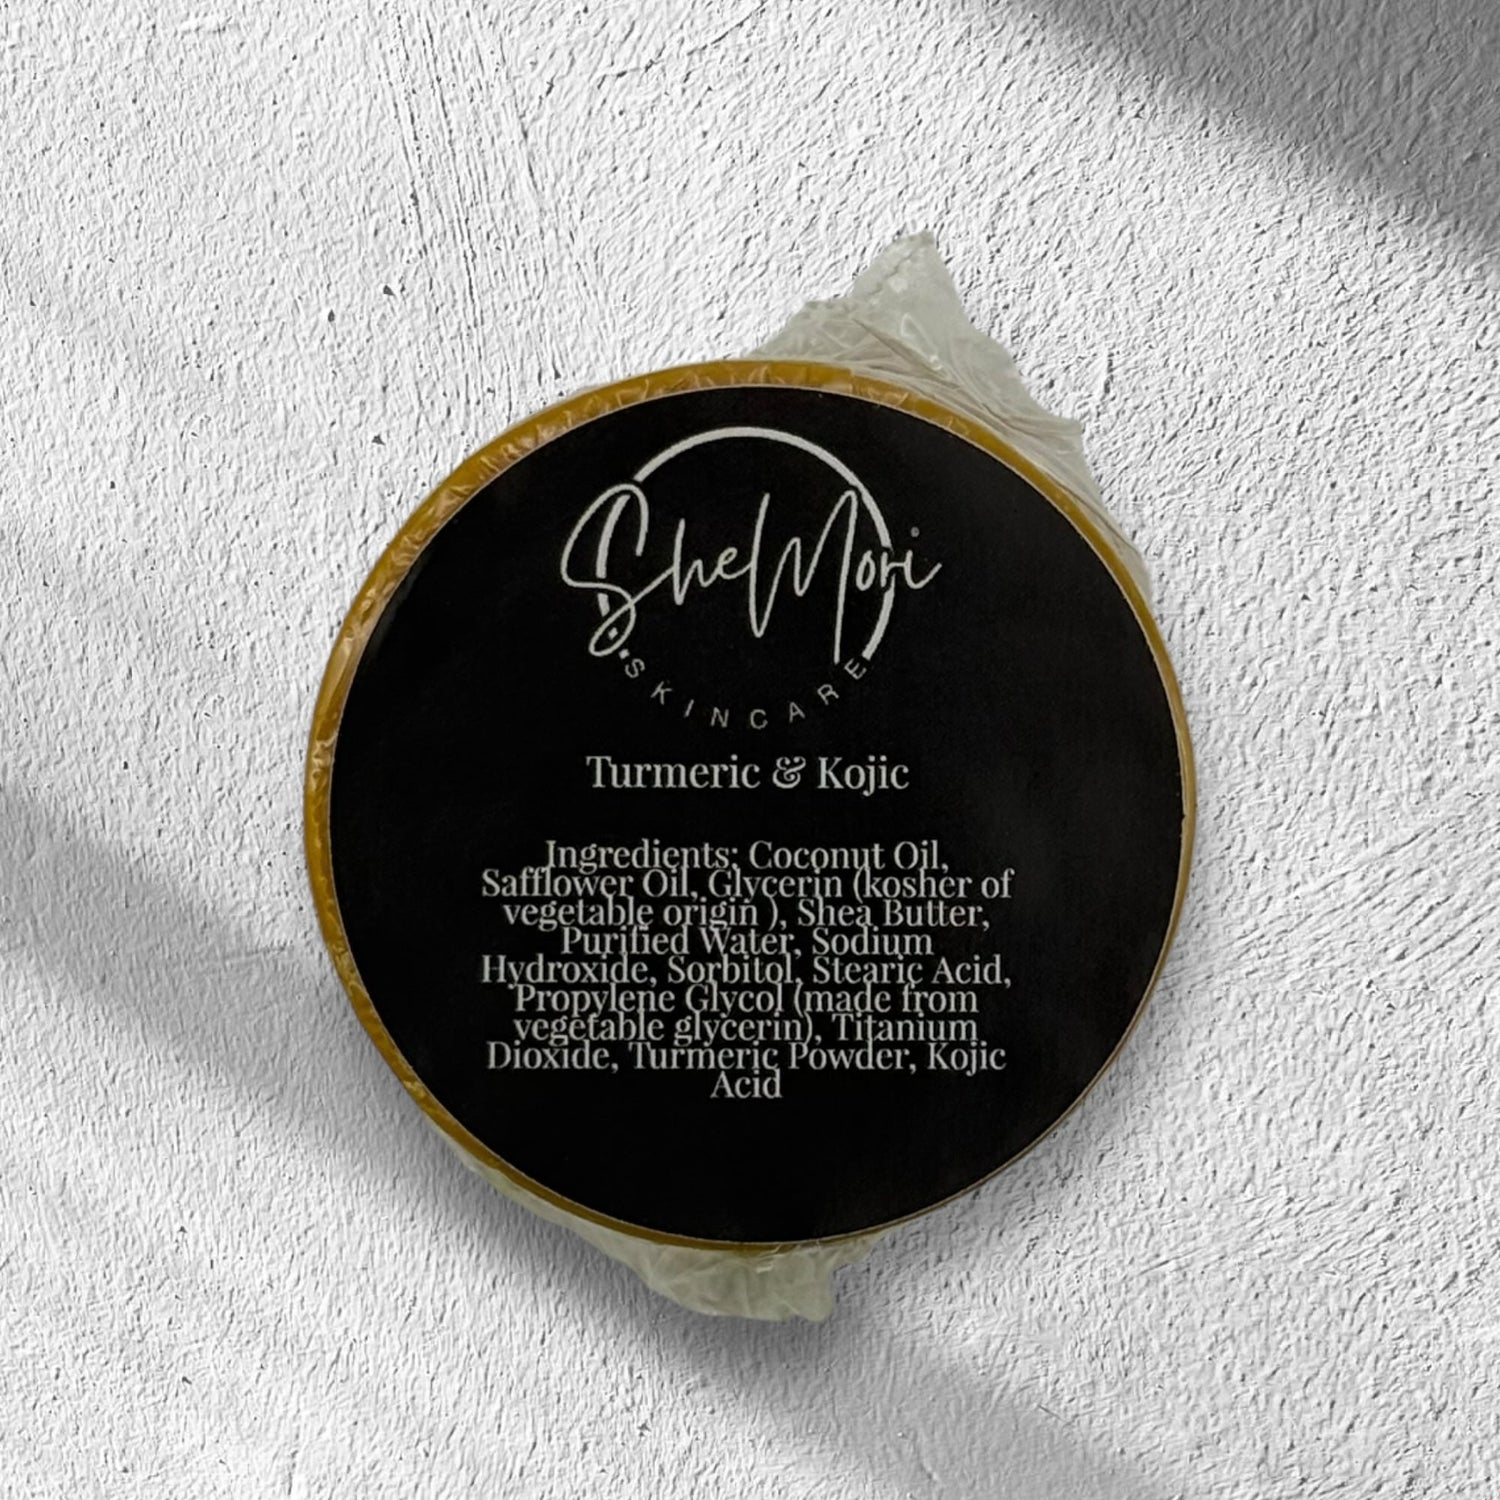 SheMori
SKINCARE
Turmeric & Kojic
Ingredients: Coconut Oil,
Safflower Oil, Glycerin (kosher of
vegetable origin ), Shea Butter,
Purified Water, Sodium
Hydroxide, Sorbitol, Stearic Acid,
Propylene Glycol (made from
vegetable glycerin), Titanium
Dioxide, Turmeric Powder, Kojic
Acid